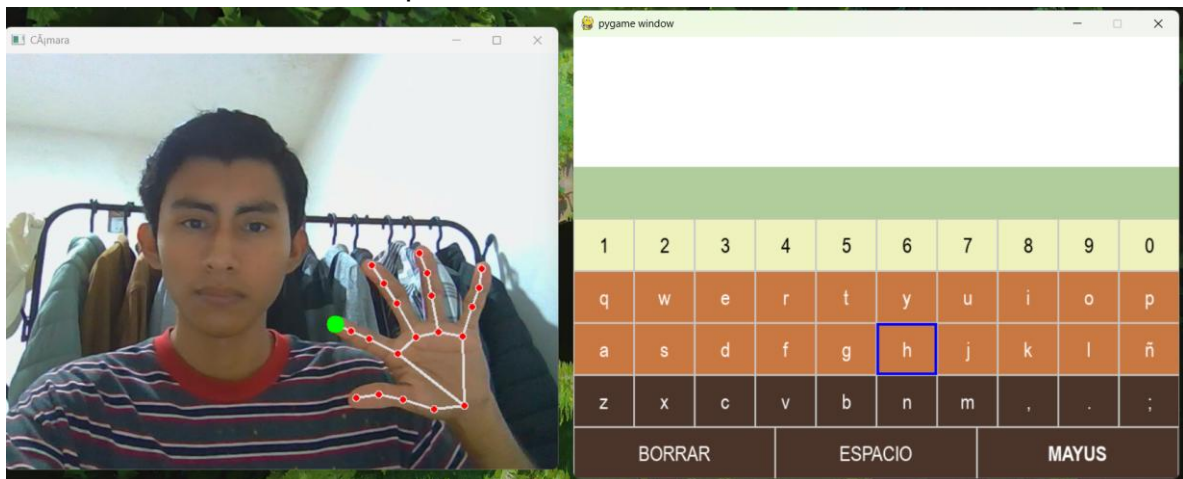 CÃ¡mara
pygame window
1 2 3 4 5 6 7 8 9 0
q w e r t y u i o p
a s d f g h j k l ñ
z x c v b n m , . ;
BORRAR ESPACIO MAYUS